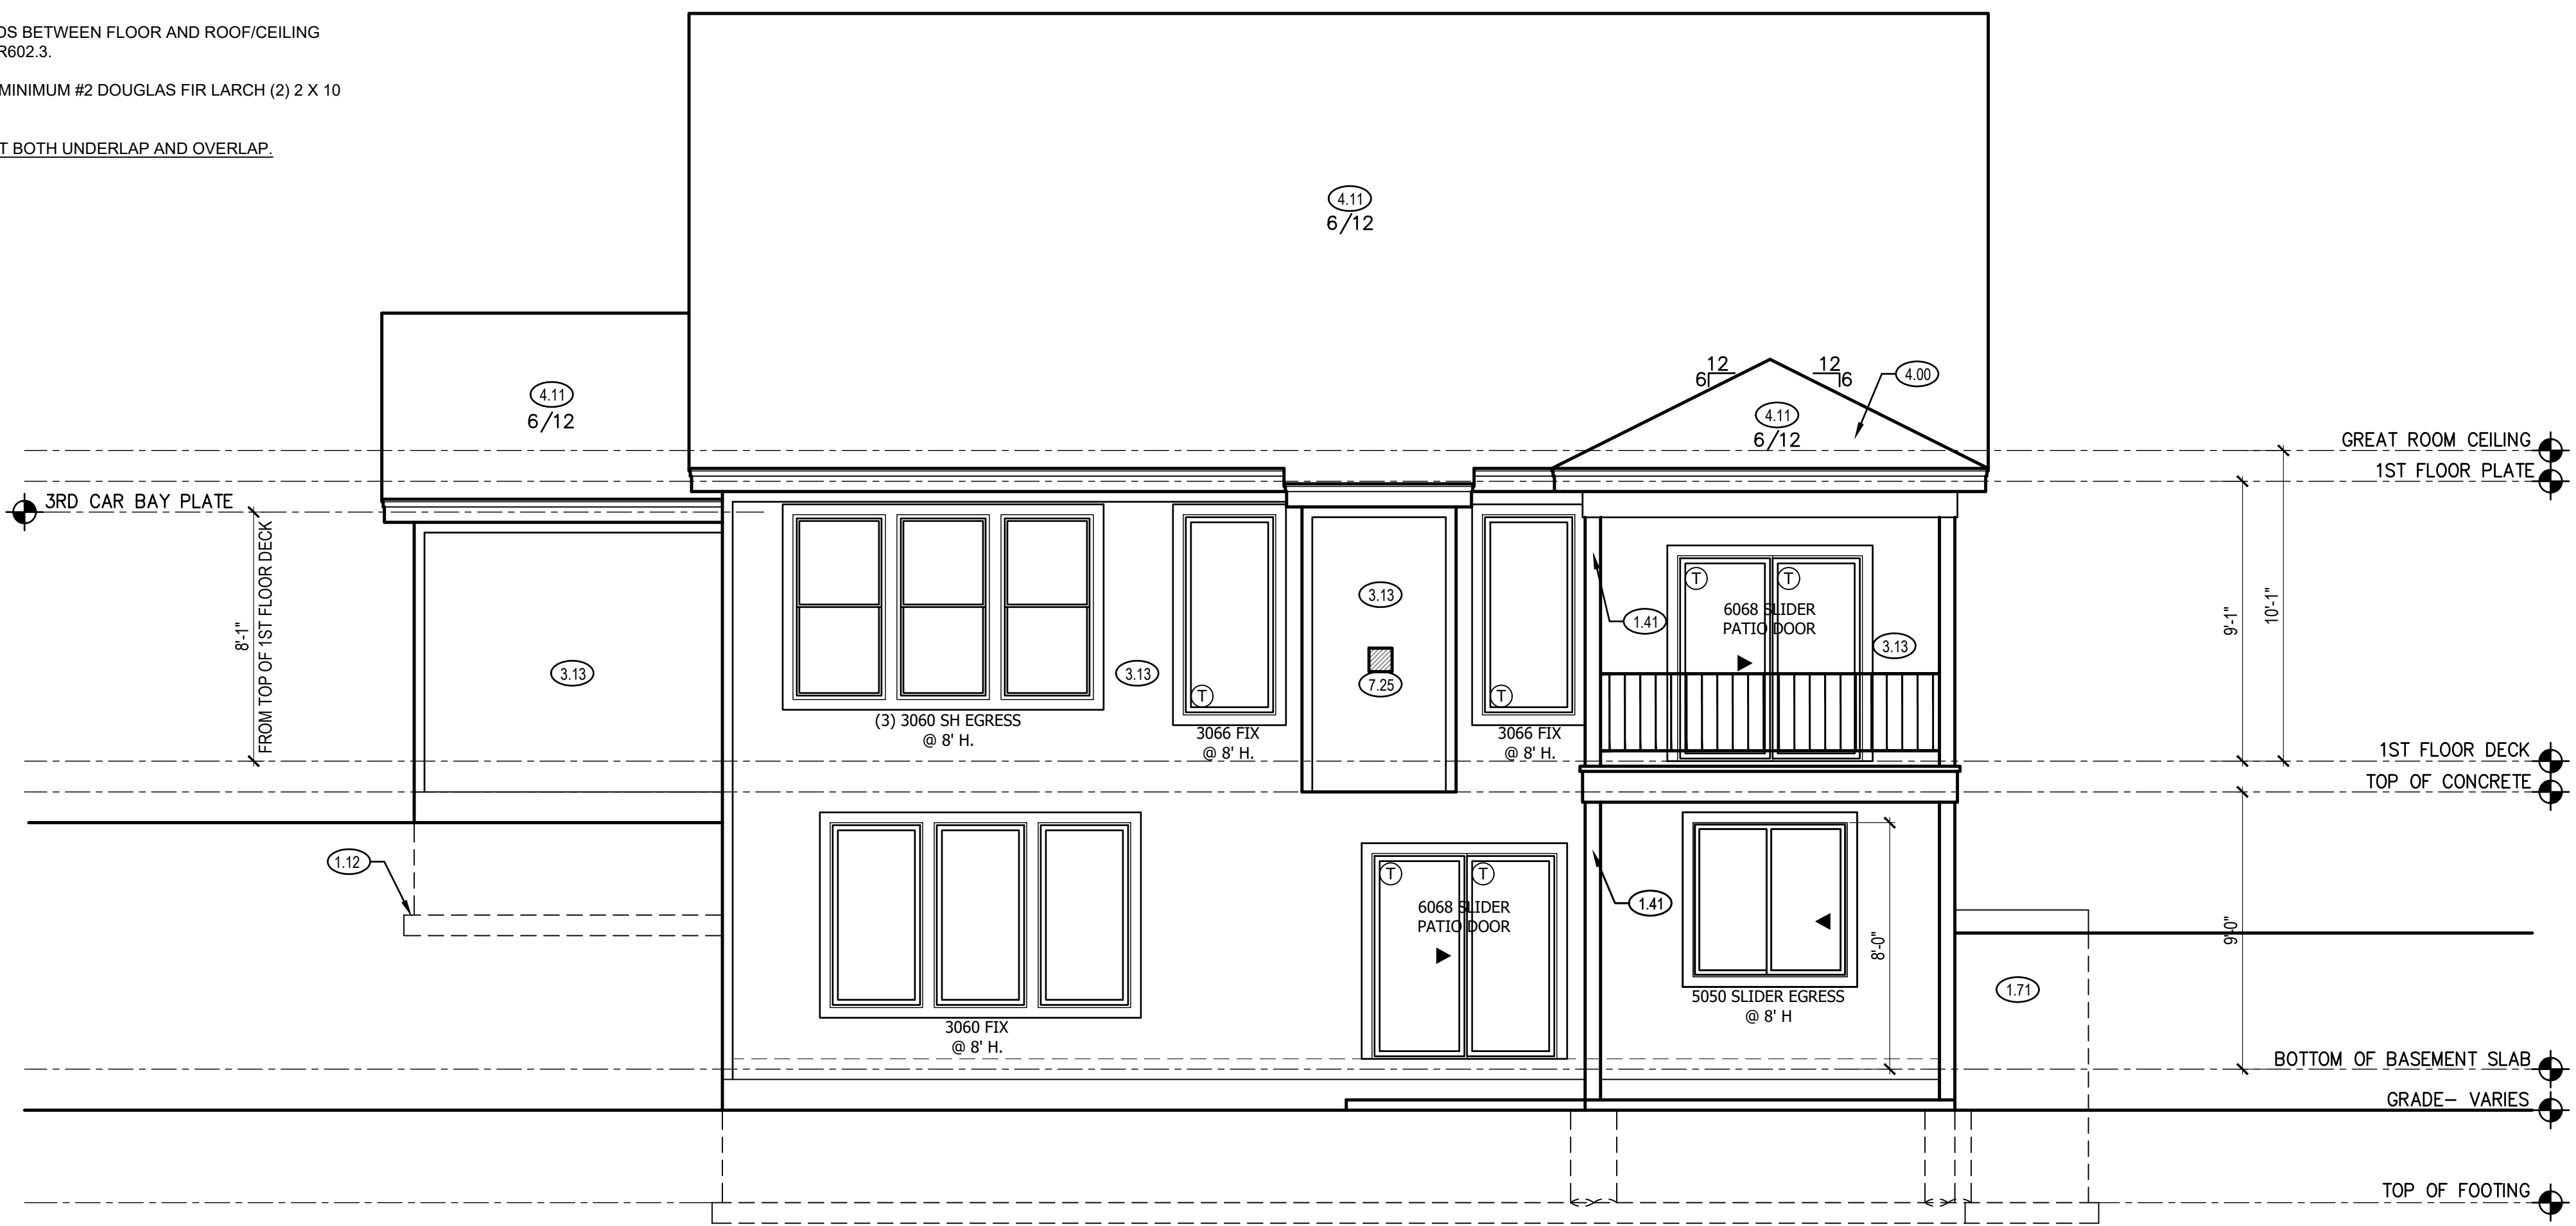 OS BETWEEN FLOOR AND ROOF/CEILING
R602.3.
MINIMUM #2 DOUGLAS FIR LARCH (2) 2 X 10
T BOTH UNDERLAP AND OVERLAP.
4.11
6/12
12
6
12
6
4.00
4.11
6/12
4.11
6/12
GREAT ROOM CEILING
1ST FLOOR PLATE
3RD CAR BAY PLATE
8'-1"
FROM TOP OF 1ST FLOOR DECK
3.13
3.13
3.13
7.25
T
T
T
T
6068 SLIDER
PATIO DOOR
1.41
3.13
9'-1"
10'-1"
(3) 3060 SH EGRESS
@ 8' H.
3066 FIX
@ 8' H.
3066 FIX
@ 8' H.
1ST FLOOR DECK
TOP OF CONCRETE
1.12
T
T
6068 SLIDER
PATIO DOOR
1.41
8'-0"
9'-0"
5050 SLIDER EGRESS
@ 8' H
1.71
3060 FIX
@ 8' H.
BOTTOM OF BASEMENT SLAB
GRADE- VARIES
TOP OF FOOTING